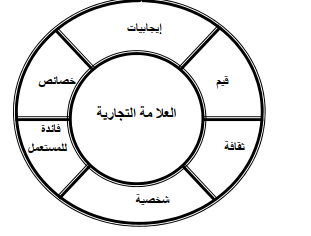 إيجابيات
قيم
خصائص
العلامة التجارية
فائدة
للمستعمل
ثقافة
شخصية